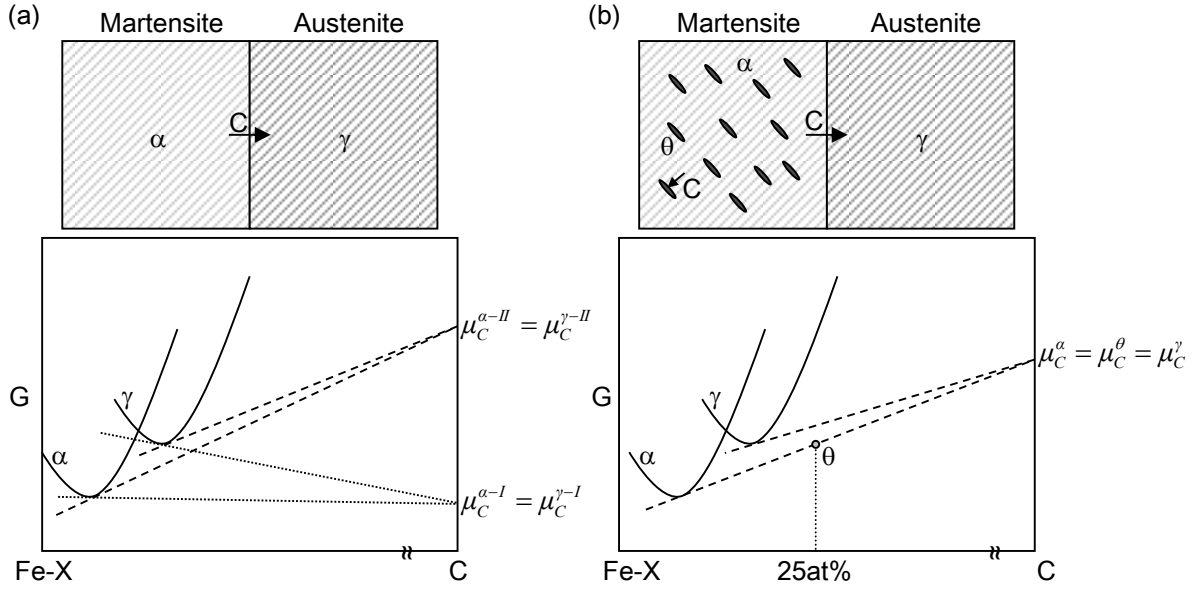 (a)
Martensite
Austenite
α
C
γ
G
α
γ
μ_C^{α−II} = μ_C^{γ−II}
μ_C^{α−I} = μ_C^{γ−I}
Fe-X
≈
C
(b)
Martensite
Austenite
α
θ
C
C
γ
G
α
γ
θ
μ_C^α = μ_C^θ = μ_C^γ
Fe-X
25at%
≈
C